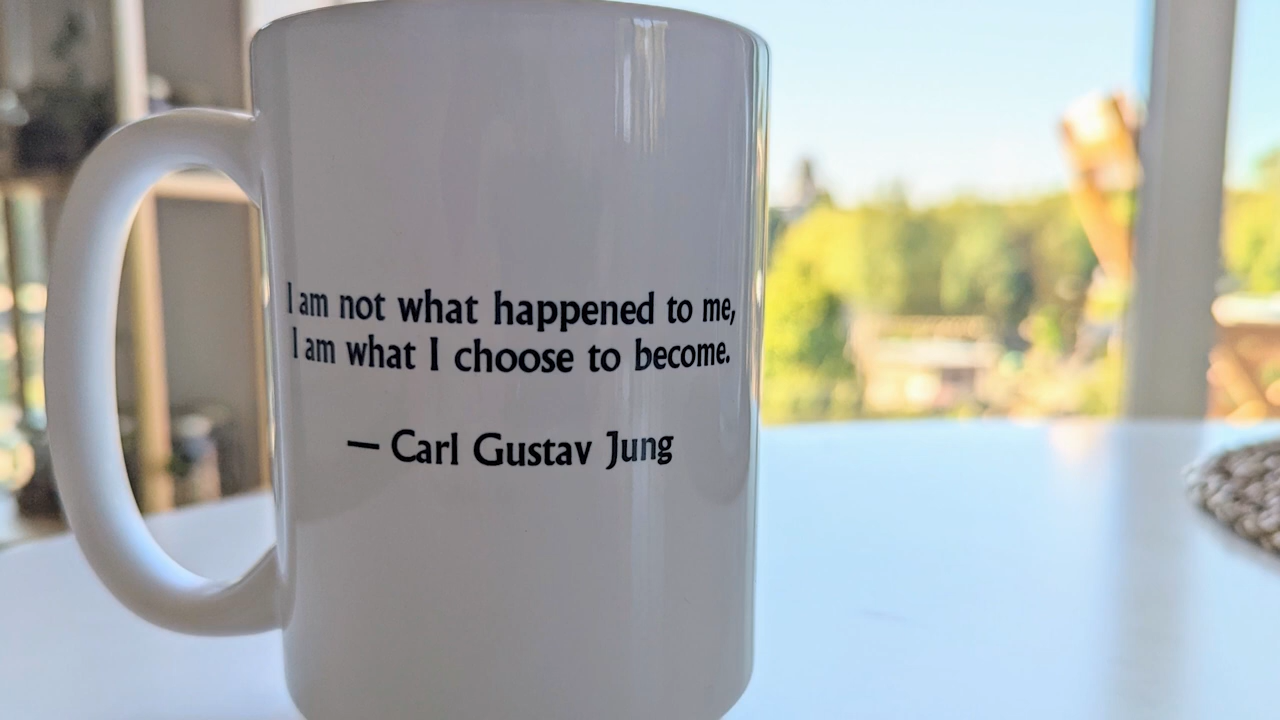 I am not what happened to me,
I am what I choose to become.
— Carl Gustav Jung